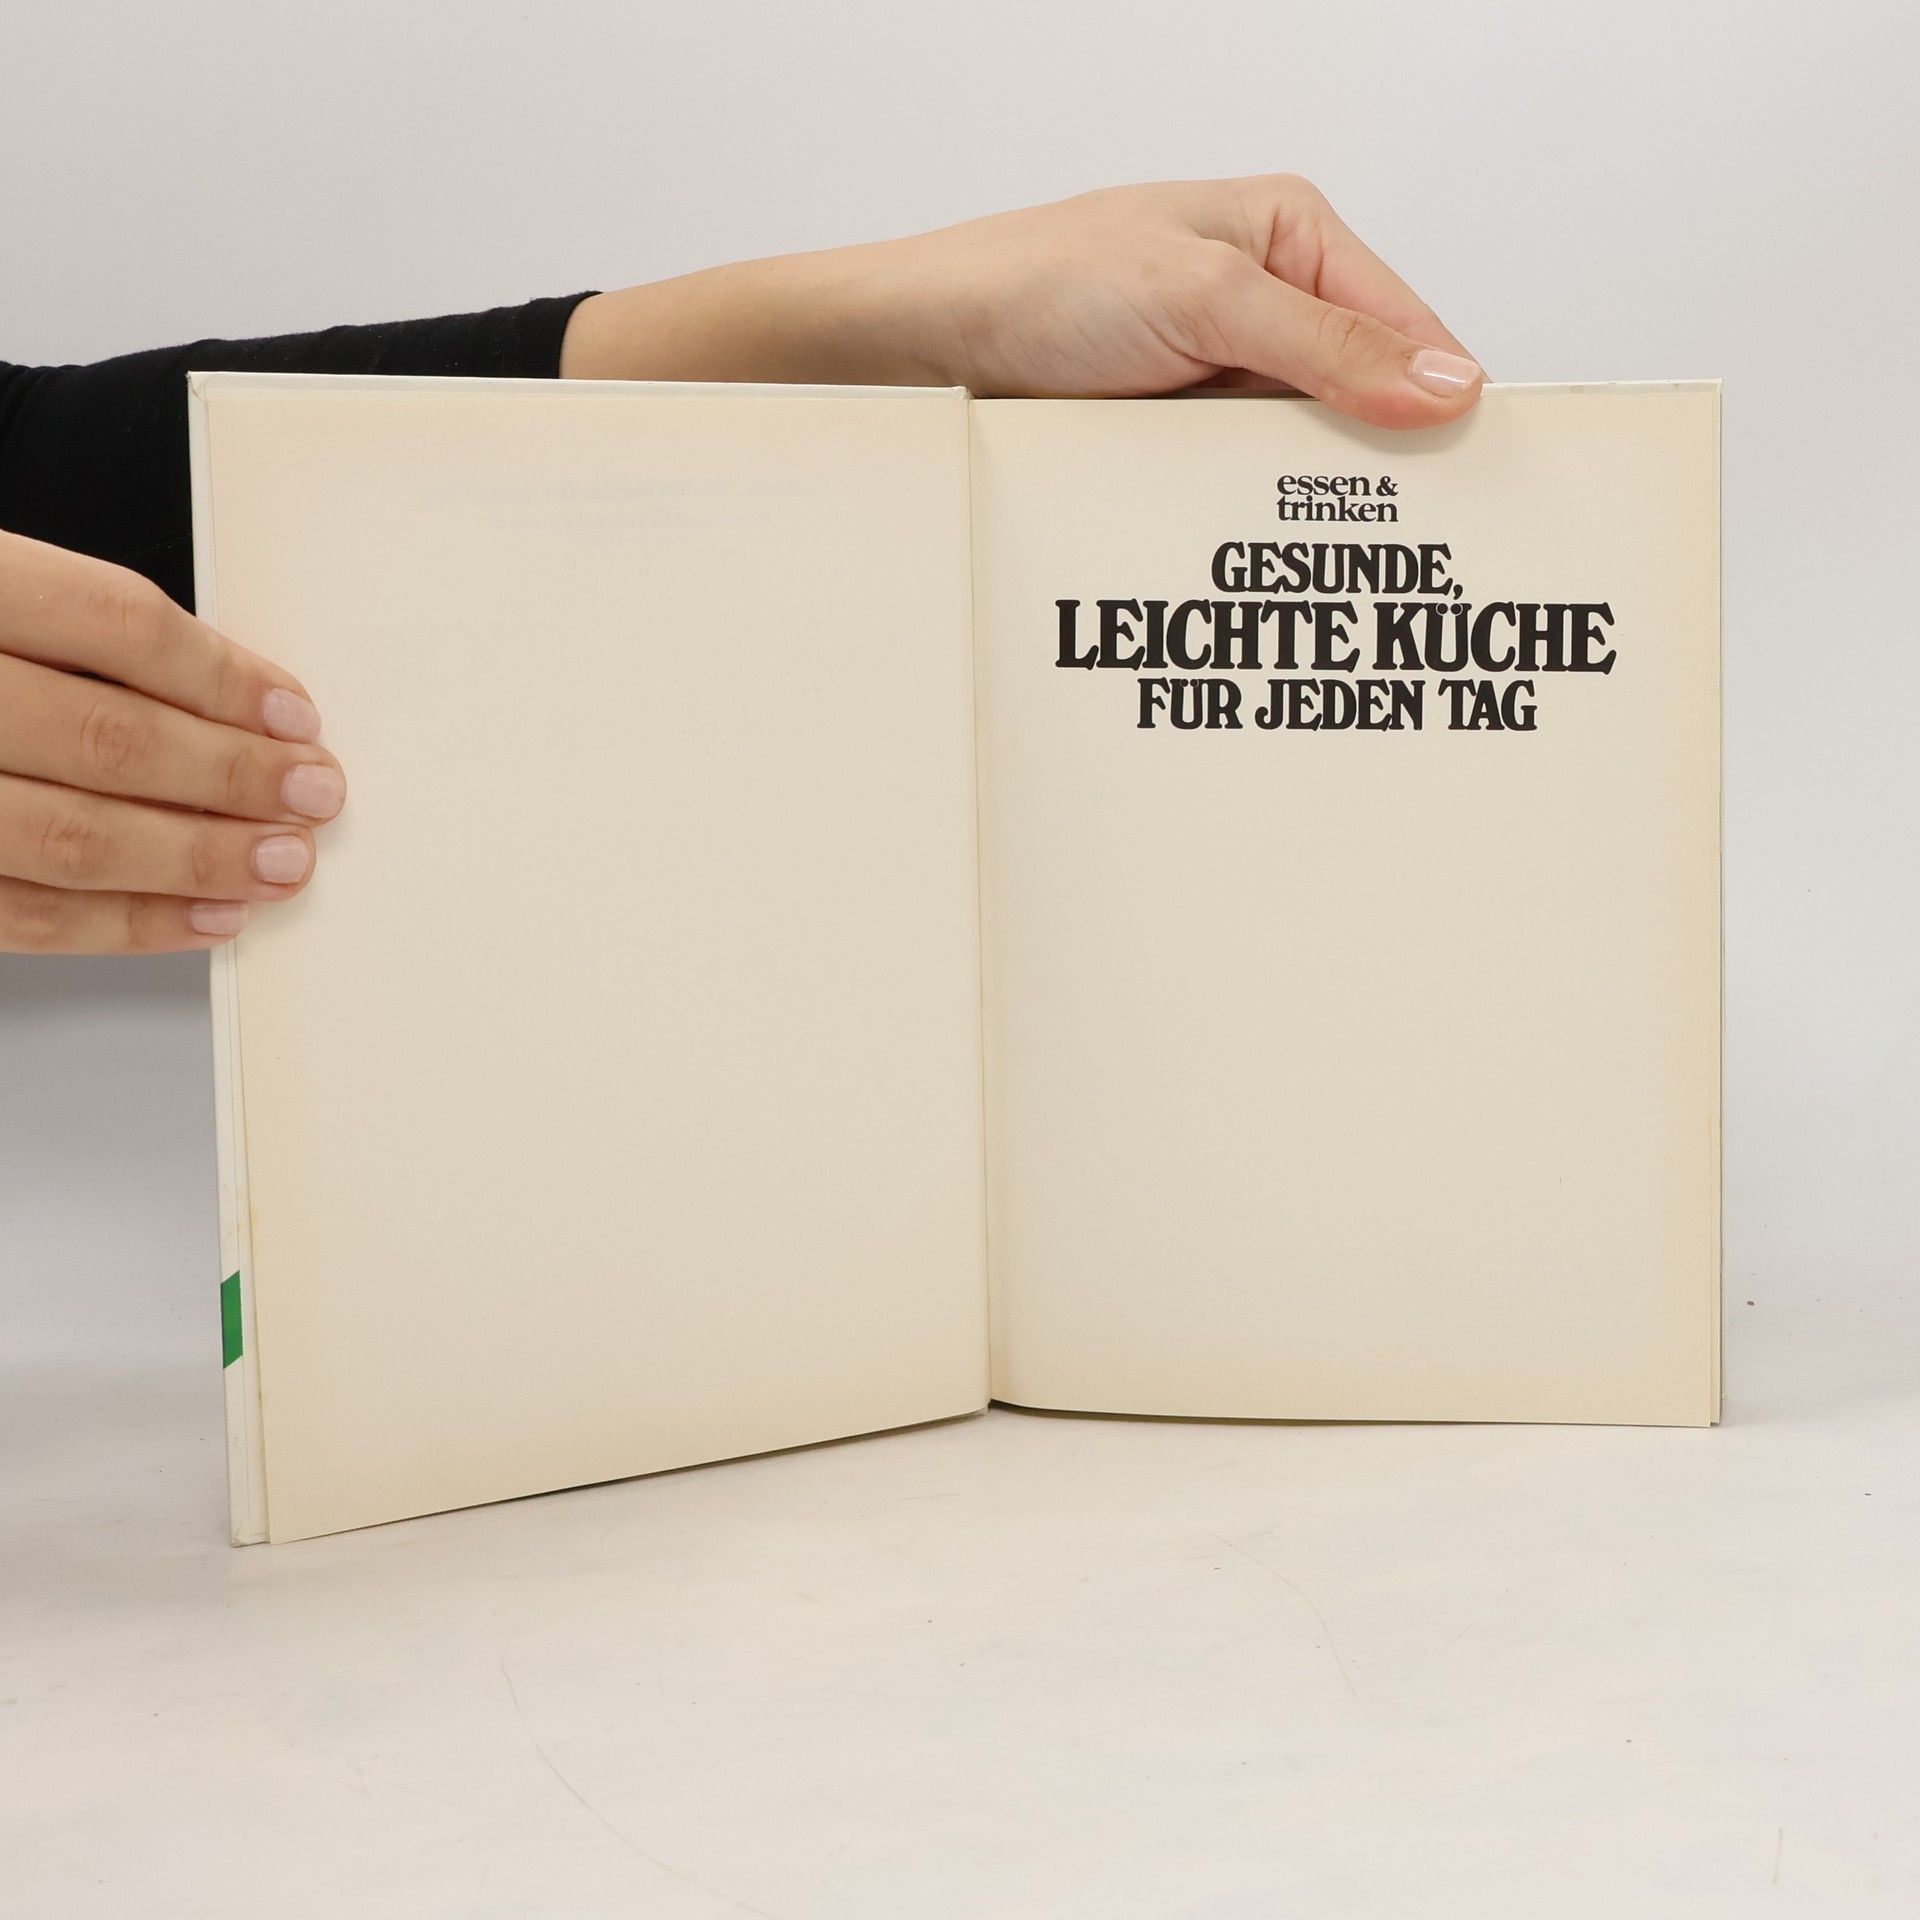 essen &
trinken
GESUNDE,
LEICHTE KÜCHE
FÜR JEDEN TAG